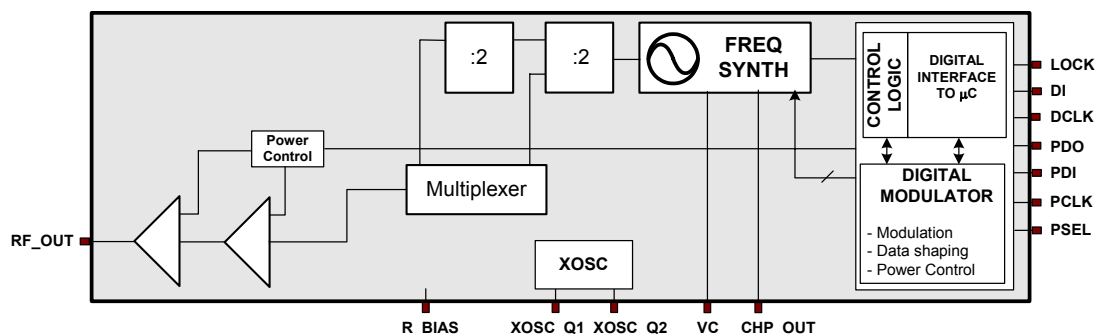 :2
:2
FREQ
SYNTH
CONTROL
LOGIC
DIGITAL
INTERFACE
TO µC
LOCK
DI
DCLK
PDO
PDI
PCLK
PSEL
Power
Control
Multiplexer
DIGITAL
MODULATOR
- Modulation
- Data shaping
- Power Control
RF_OUT
XOSC
R_BIAS
XOSC_Q1
XOSC_Q2
VC
CHP_OUT